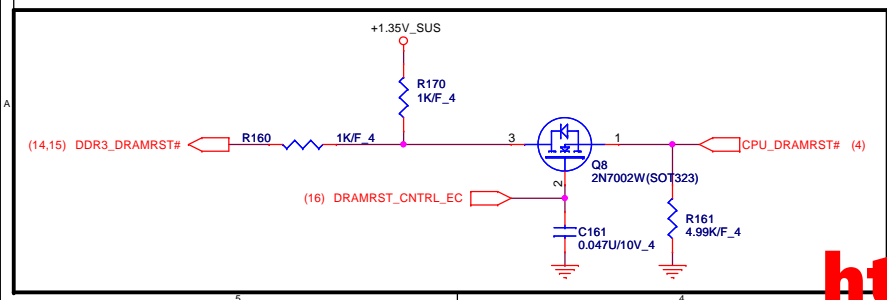 +1.35V_SUS
R170
1K/F_4
A
(14,15) DDR3_DRAMRST# R160 1K/F_4 3 1 CPU_DRAMRST# (4)
Q8
2N7002W(SOT323)
2
(16) DRAMRST_CNTRL_EC
R161
4.99K/F_4
C161
0.047U/10V_4
ht
5 4